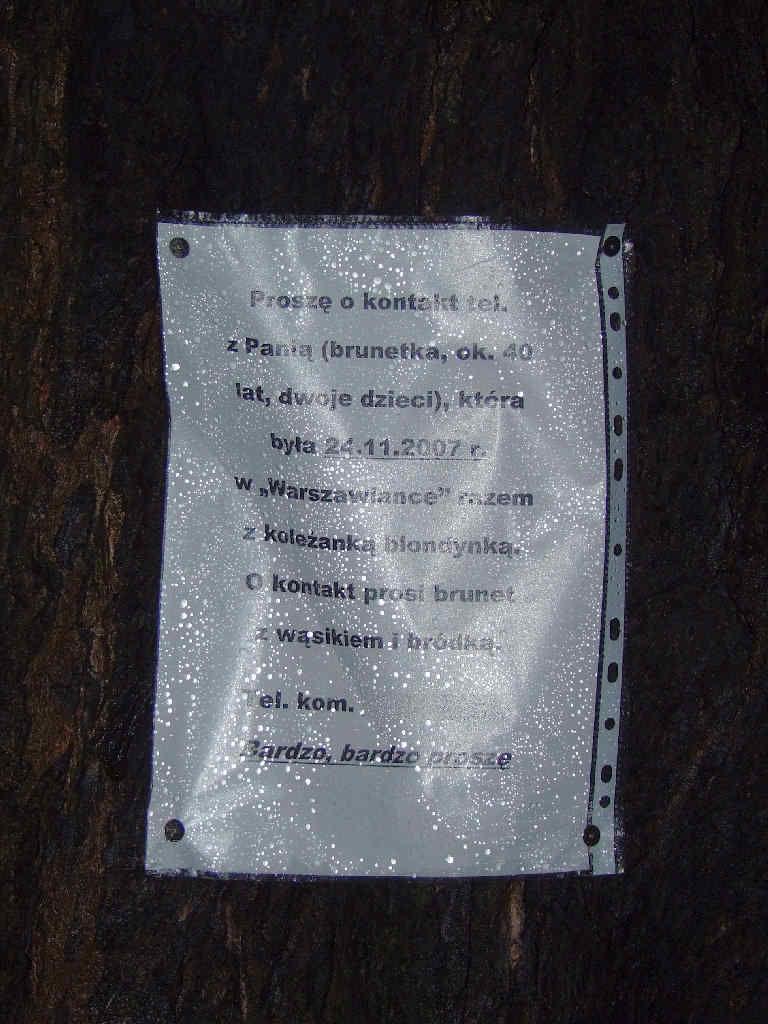 Proszę o kontakt tel.
z Panią (brunetka, ok. 40
lat, dwoje dzieci), która
była 24.11.2007 r.
w „Warszawiance” razem
z koleżanką blondynką.
O kontakt prosi brunet
z wąsikiem i bródką.
Tel. kom.
Bardzo, bardzo proszę